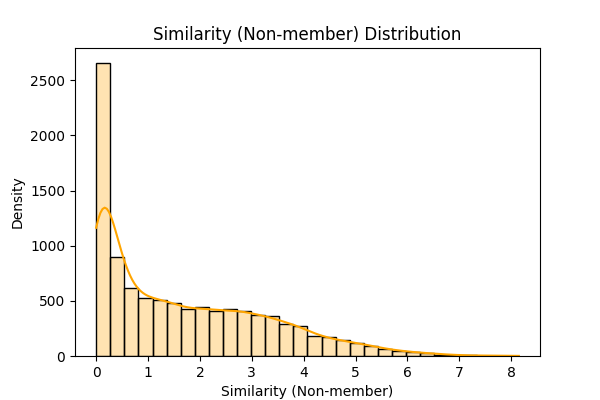 Similarity (Non-member) Distribution
Density
2500
2000
1500
1000
500
0
0 1 2 3 4 5 6 7 8
Similarity (Non-member)